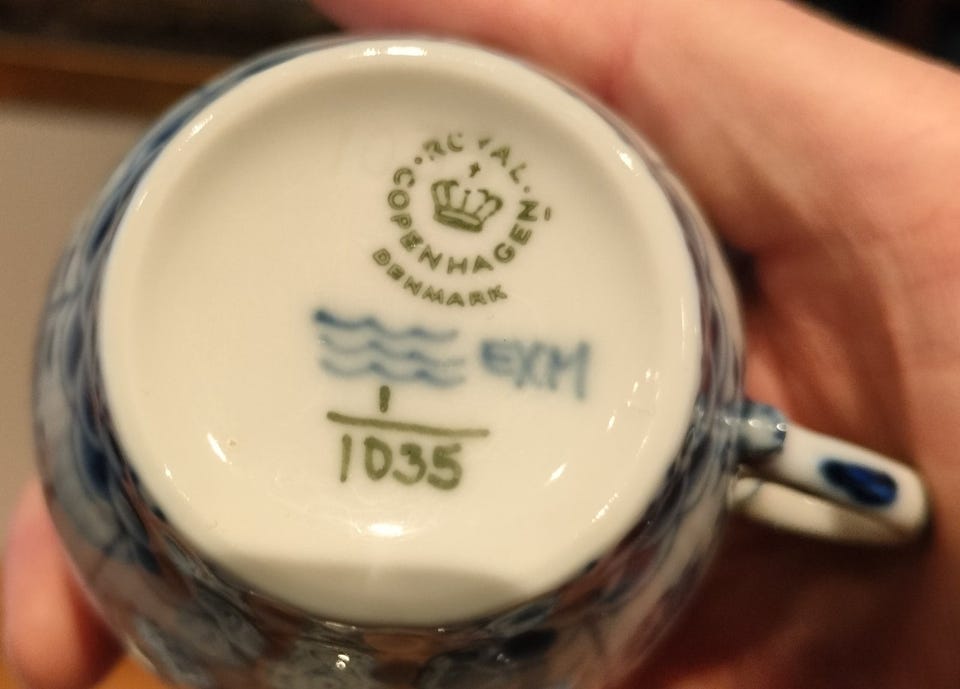 ROYAL
COPENHAGEN
DENMARK
EXM
1
1035